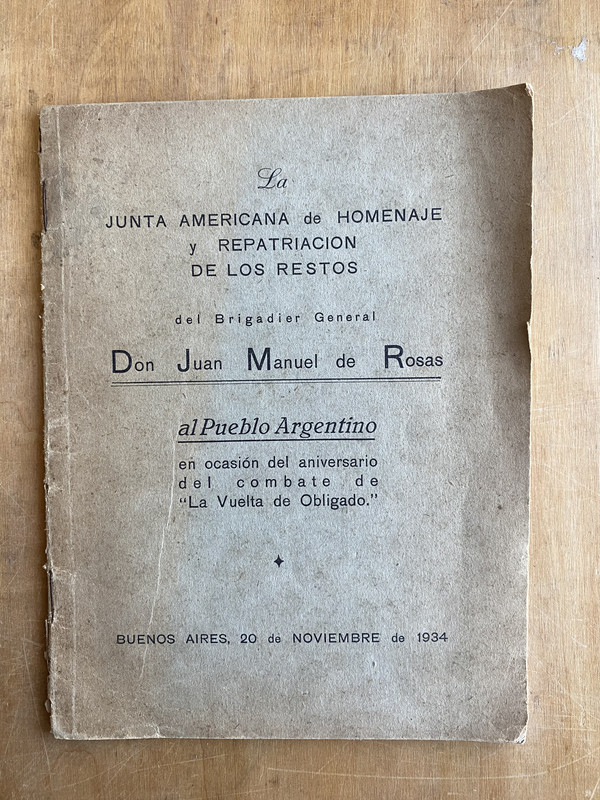 La
JUNTA AMERICANA de HOMENAJE
y REPATRIACION
DE LOS RESTOS
del Brigadier General
Don Juan Manuel de Rosas
al Pueblo Argentino
en ocasión del aniversario
del combate de
"La Vuelta de Obligado."
BUENOS AIRES, 20 de NOVIEMBRE de 1934